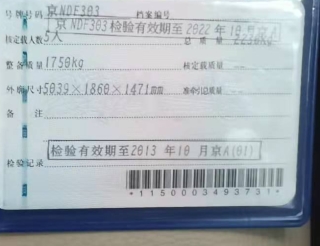 号牌号码 京NDF303 档案编号
京NDF303检验有效期至2022年10月京A
核定载人数 5人 总质量 2230kg
整备质量 1750kg 核定载质量 --
外廓尺寸 5039×1860×1471mm 准牵引总质量 --
备注
检验有效期至2013年10月京A(01)
检验记录
*1150003493731*